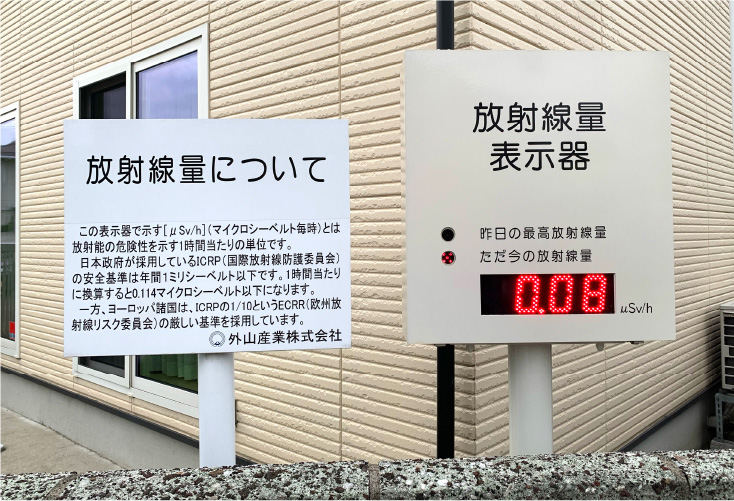 放射線量について
この表示器で示す[μSv/h](マイクロシーベルト毎時)とは
放射能の危険性を示す1時間当たりの単位です。
日本政府が採用しているICRP(国際放射線防護委員会)
の安全基準は年間1ミリシーベルト以下です。1時間当たり
に換算すると0.114マイクロシーベルト以下になります。
一方、ヨーロッパ諸国は、ICRPの1/10というECRR(欧州放
射線リスク委員会)の厳しい基準を採用しています。
外山産業株式会社
放射線量
表示器
昨日の最高放射線量
ただ今の放射線量
0.08 μSv/h